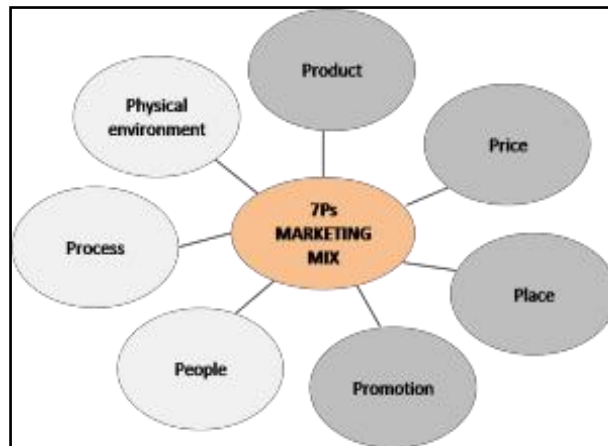 Product
Physical
environment
Price
7Ps
MARKETING
MIX
Process
Place
People
Promotion